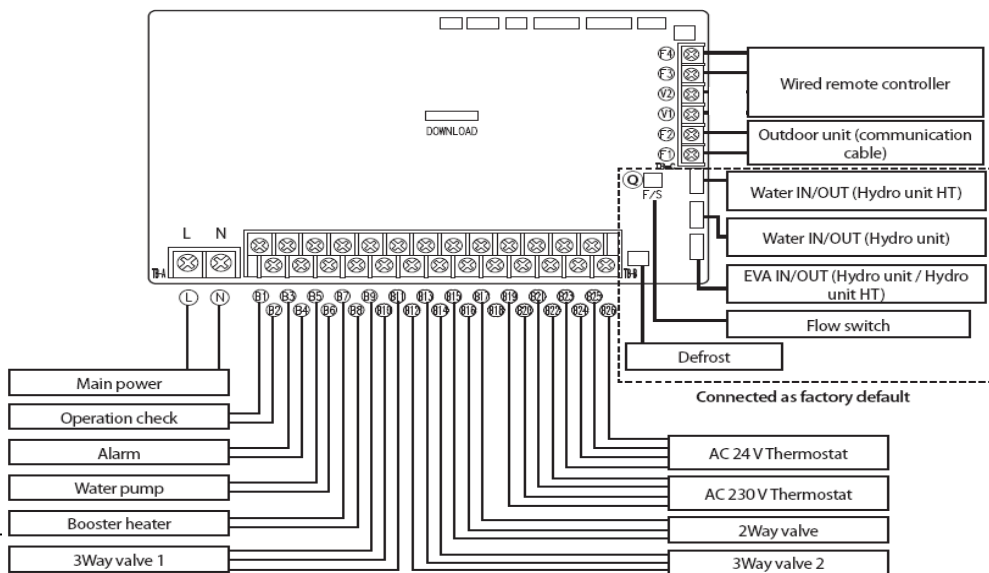 DOWNLOAD
F4
F3
V2
V1
F2
F1
TB-C
Wired remote controller
Outdoor unit (communication
cable)
Q
F/S
Water IN/OUT (Hydro unit HT)
Water IN/OUT (Hydro unit)
EVA IN/OUT (Hydro unit / Hydro
unit HT)
Flow switch
Defrost
Connected as factory default
L N
TB-A
TB-B
L N B1 B3 B5 B7 B9 B11 B13 B15 B17 B19 B21 B23 B25
B2 B4 B6 B8 B10 B12 B14 B16 B18 B20 B22 B24 B26
Main power
Operation check
Alarm
Water pump
Booster heater
3Way valve 1
AC 24 V Thermostat
AC 230 V Thermostat
2Way valve
3Way valve 2